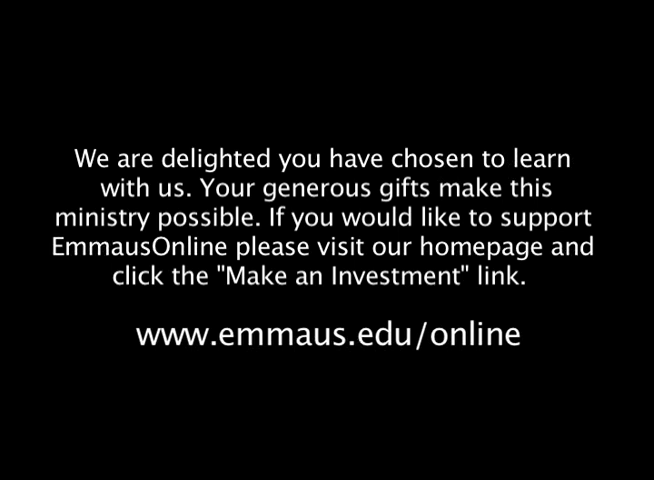 We are delighted you have chosen to learn
with us. Your generous gifts make this
ministry possible. If you would like to support
EmmausOnline please visit our homepage and
click the "Make an Investment" link.
www.emmaus.edu/online